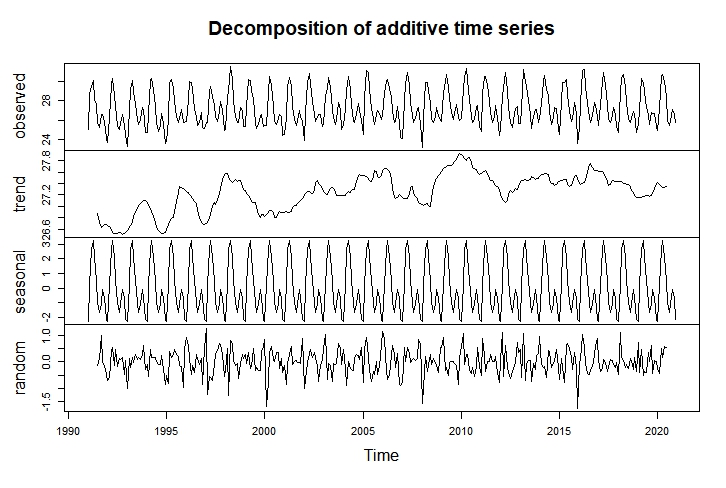 Decomposition of additive time series
observed
24 28
trend
26.6 27.2 27.8
seasonal
-2 0 1 2 3
random
-1.5 0.0 1.0
1990 1995 2000 2005 2010 2015 2020
Time